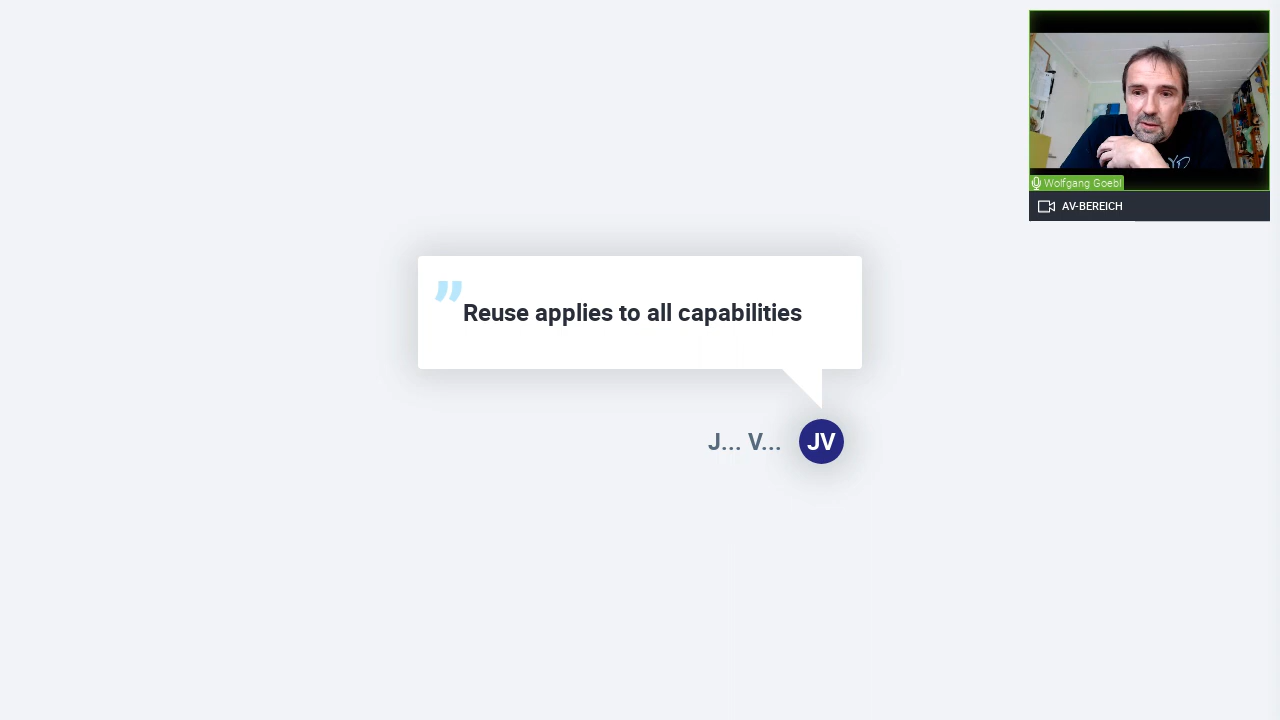 Wolfgang Goebl
AV-BEREICH
” Reuse applies to all capabilities
J... V... JV